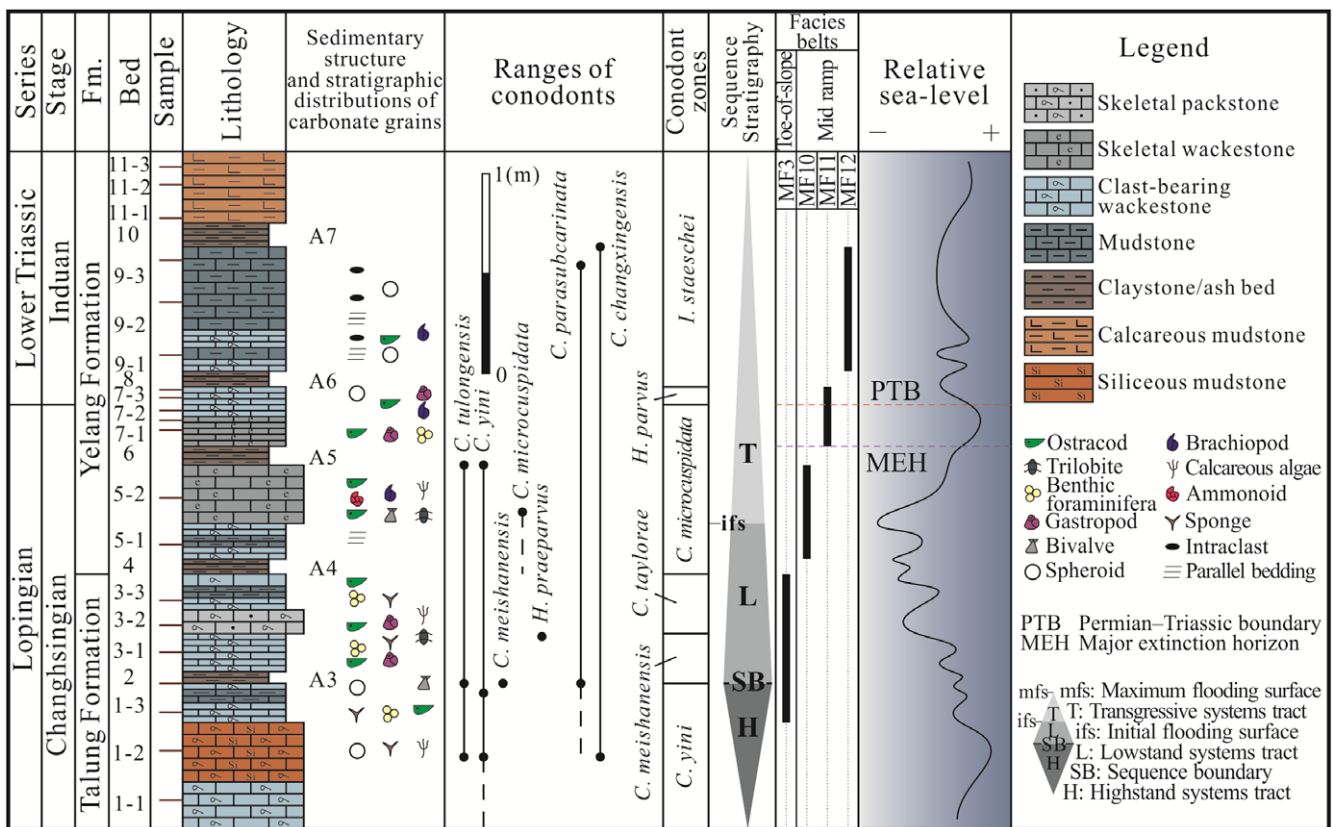 Series
Stage
Fm.
Bed
Sample
Lithology
Sedimentary
structure
and stratigraphic
distributions of
carbonate grains
Ranges of
conodonts
Conodont
zones
Sequence
Stratigraphy
Facies
belts
Toe-of-slope
Mid ramp
MF3
MF10
MF11
MF12
Relative
sea-level
− +
Lower Triassic
Lopingian
Induan
Changhsingian
Yelang Formation
Talung Formation
11-3
11-2
11-1
10
9-3
9-2
9-1
8
7-3
7-2
7-1
6
5-2
5-1
4
3-3
3-2
3-1
2
1-3
1-2
1-1
A7
A6
A5
A4
A3
1(m)
0
C. tulongensis
C. yini
C. meishanensis
C. microcuspidata
H. praeparvus
C. parasubcarinata
C. changxingensis
I. staeschei
H. parvus
C. microcuspidata
C. taylorae
C. meishanensis
C. yini
T
ifs
L
SB
H
PTB
MEH
Legend
Skeletal packstone
Skeletal wackestone
Clast-bearing
wackestone
Mudstone
Claystone/ash bed
Calcareous mudstone
Siliceous mudstone
Si
Ostracod
Trilobite
Benthic
foraminifera
Gastropod
Bivalve
Spheroid
Brachiopod
Calcareous algae
Ammonoid
Sponge
Intraclast
Parallel bedding
PTB Permian–Triassic boundary
MEH Major extinction horizon
mfs
ifs
T
L
SB
H
mfs: Maximum flooding surface
T: Transgressive systems tract
ifs: Initial flooding surface
L: Lowstand systems tract
SB: Sequence boundary
H: Highstand systems tract